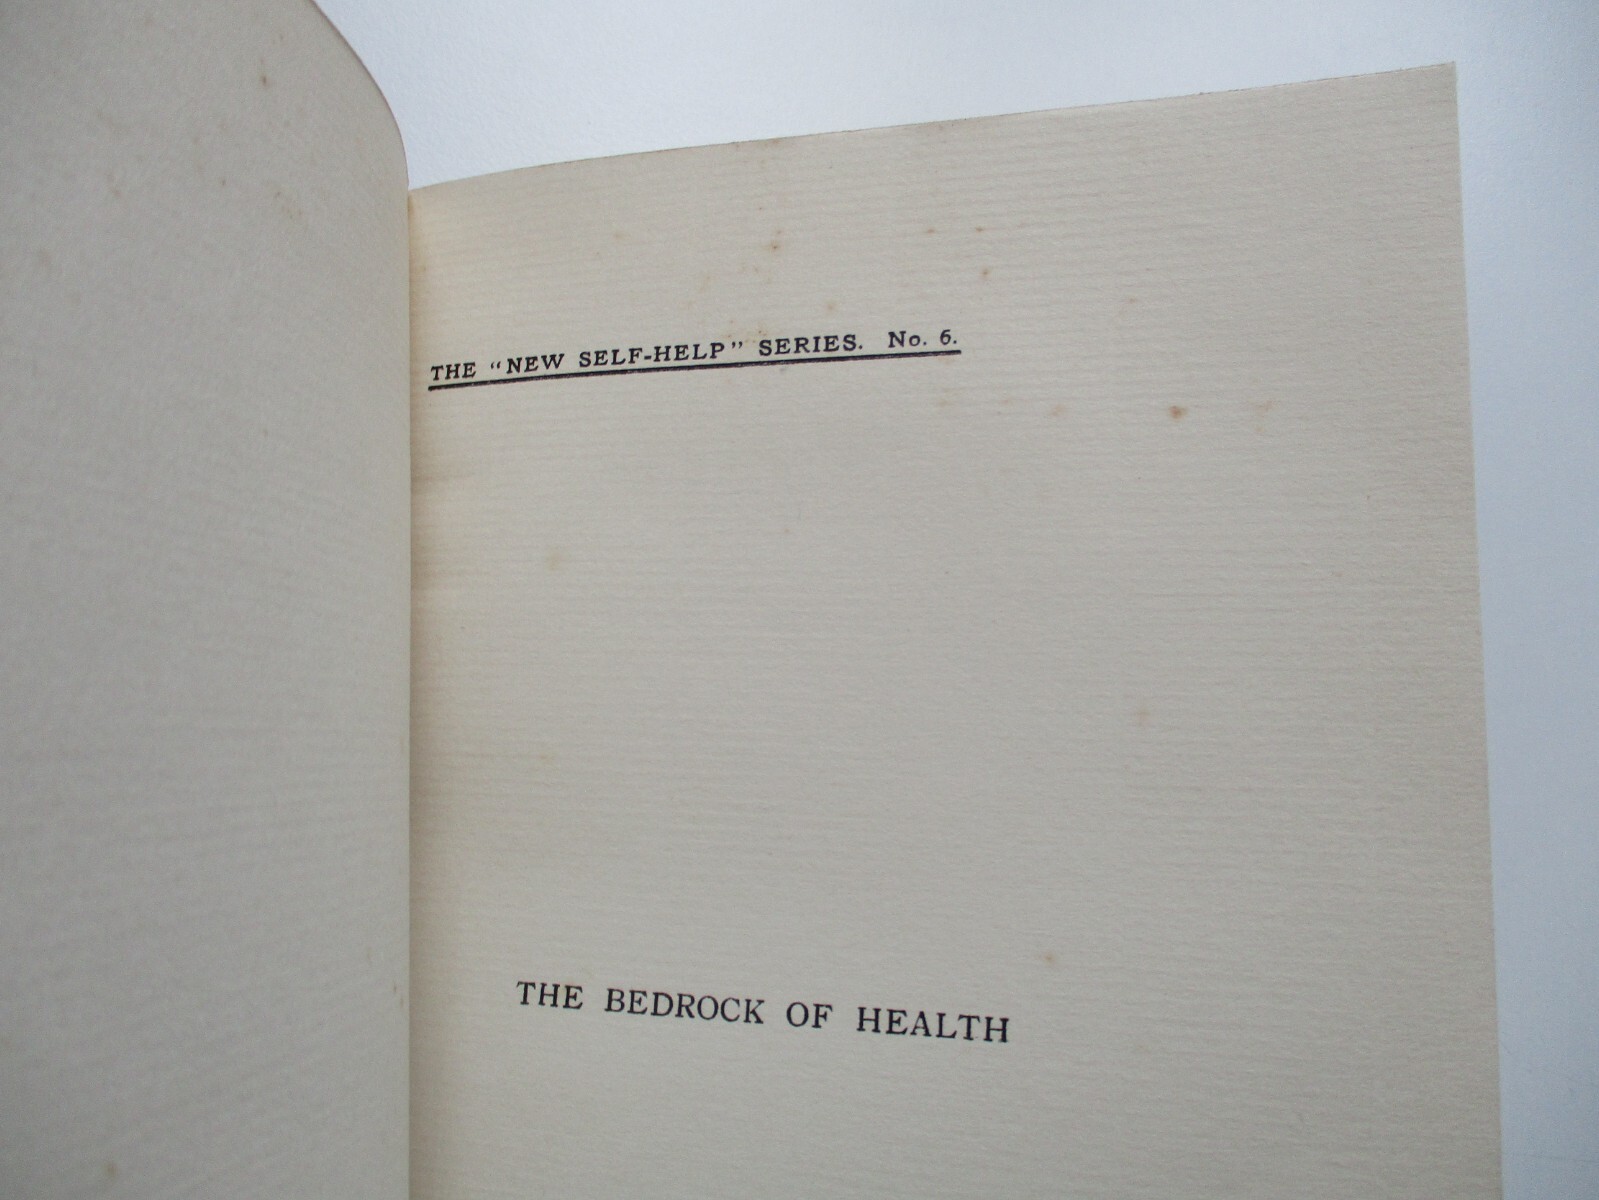 THE “NEW SELF-HELP” SERIES. No. 6.
THE BEDROCK OF HEALTH